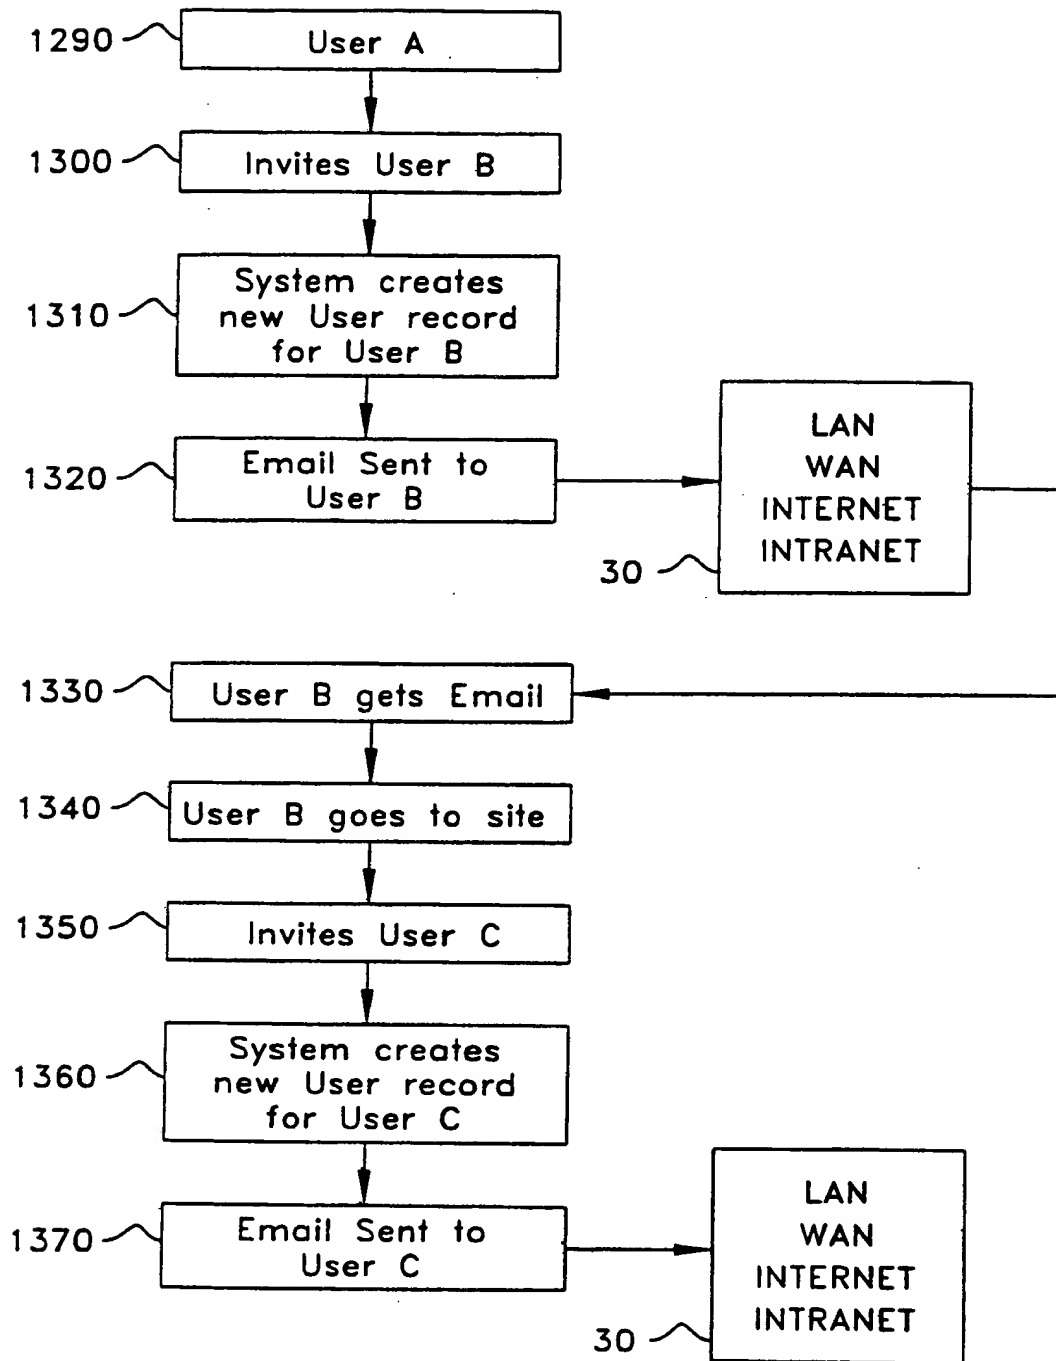 1290
User A
1300
Invites User B
1310
System creates
new User record
for User B
1320
Email Sent to
User B
LAN
WAN
INTERNET
INTRANET
30
1330
User B gets Email
1340
User B goes to site
1350
Invites User C
1360
System creates
new User record
for User C
1370
Email Sent to
User C
LAN
WAN
INTERNET
INTRANET
30